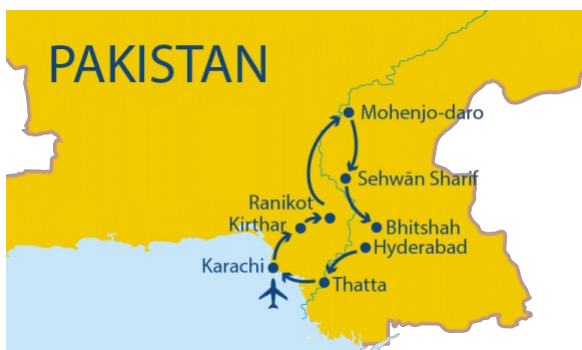 PAKISTAN
Mohenjo-daro
Sehwān Sharif
Ranikot
Kirthar
Bhitshah
Hyderabad
Karachi
Thatta